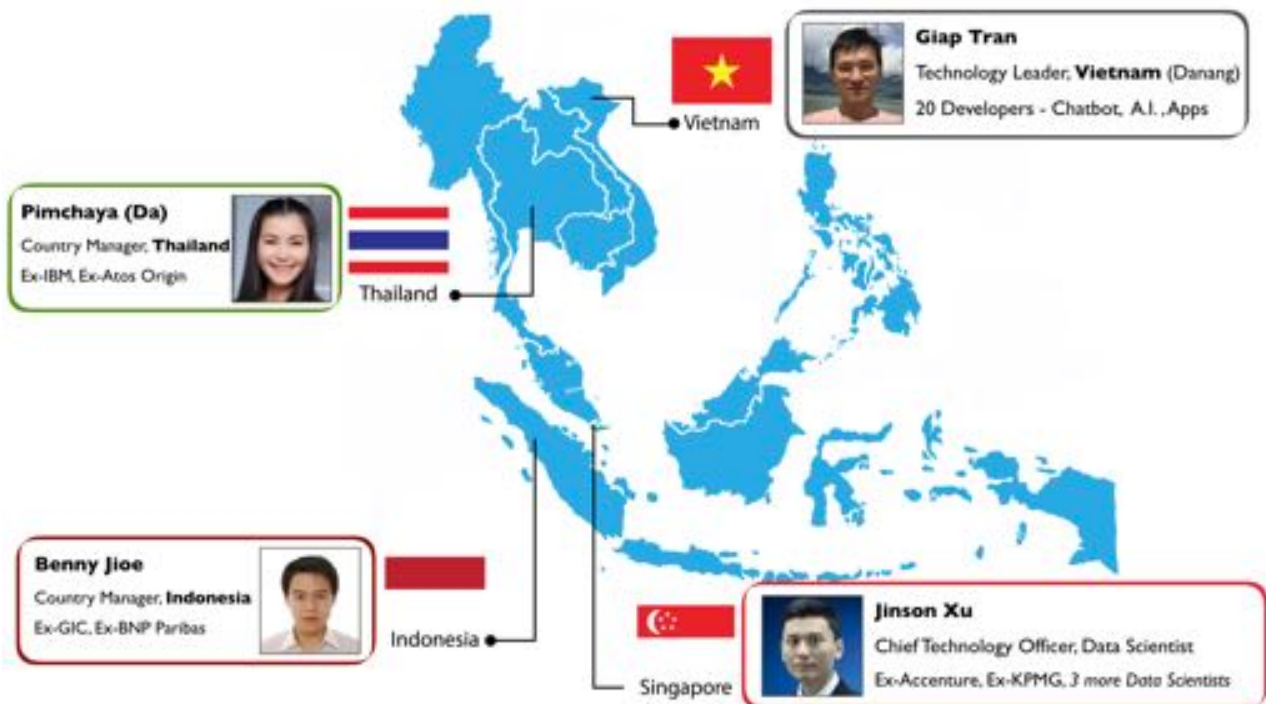 Giap Tran
Technology Leader, Vietnam (Danang)
20 Developers - Chatbot, A.I., Apps
Vietnam
Pimchaya (Da)
Country Manager, Thailand
Ex-IBM, Ex-Atos Origin
Thailand
Benny Jioe
Country Manager, Indonesia
Ex-GIC, Ex-BNP Paribas
Indonesia
Jinson Xu
Chief Technology Officer, Data Scientist
Ex-Accenture, Ex-KPMG, 3 more Data Scientists
Singapore